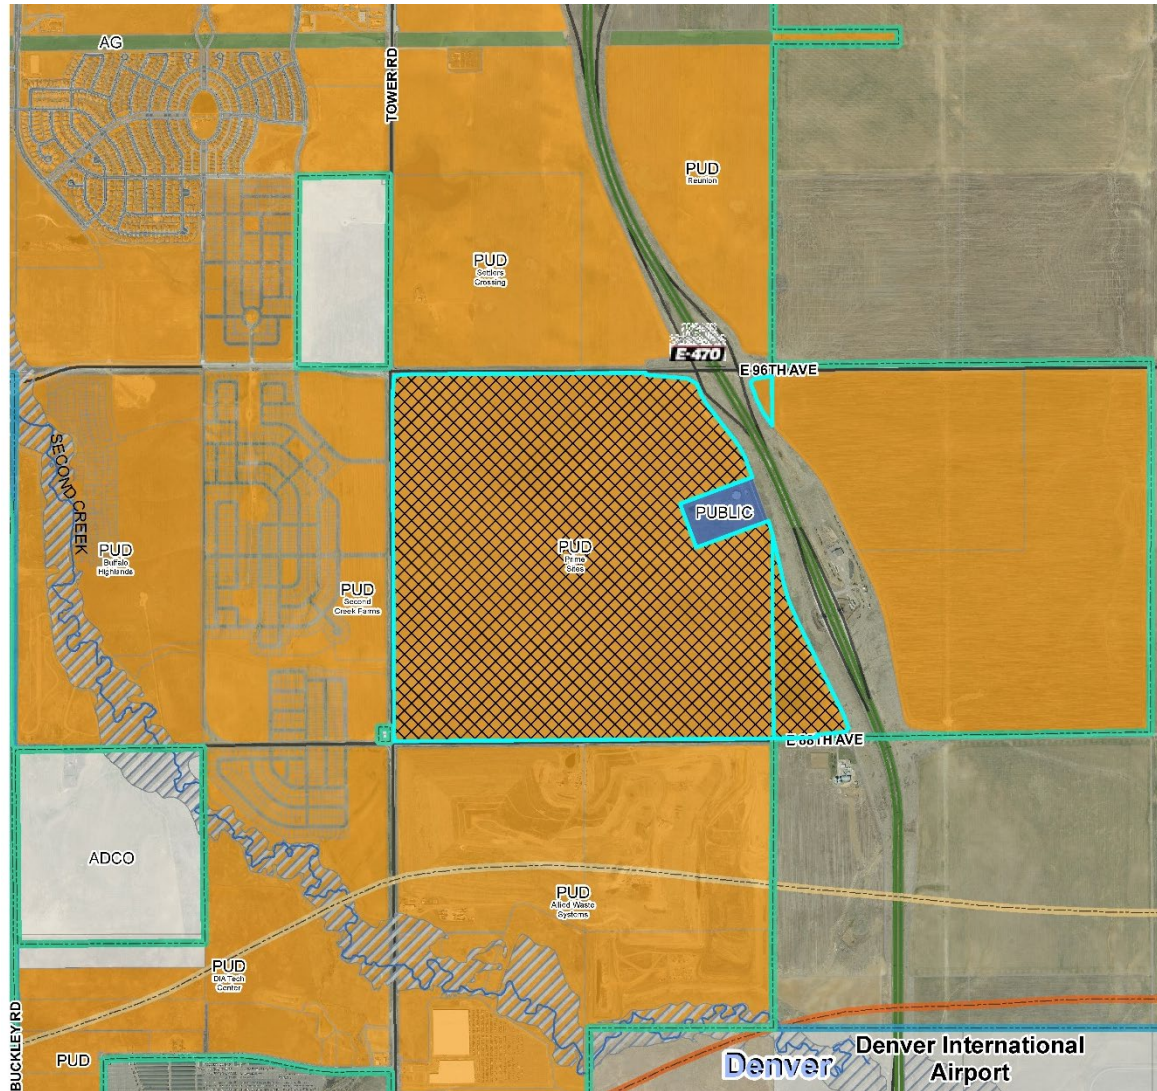 AG
TOWER RD
PUD
Reunion
PUD
Settlers
Crossing
E-470
E 96TH AVE
SECOND CREEK
PUBLIC
PUD
Prime
Sites
PUD
Buffalo
Highlands
PUD
Second
Creek Farms
E 88TH AVE
ADCO
PUD
Allied Waste
Systems
PUD
DIA Tech
Center
BUCKLEY RD
PUD
Denver
Denver International
Airport